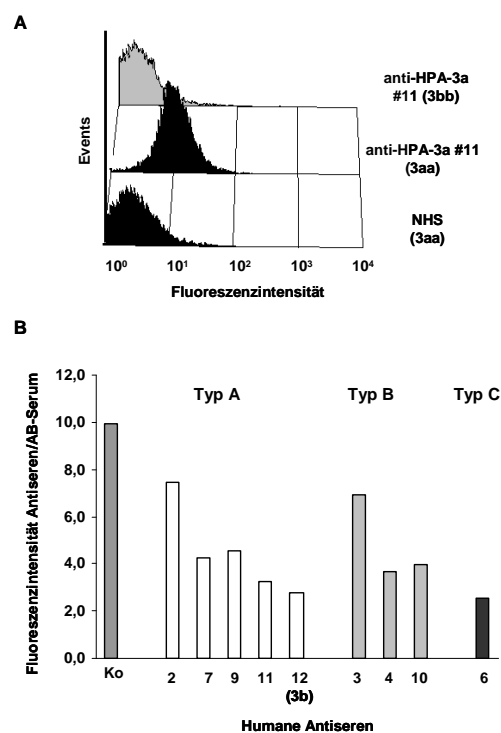 A
anti-HPA-3a
#11 (3bb)
anti-HPA-3a #11
(3aa)
NHS
(3aa)
Events
10⁰ 10¹ 10² 10³ 10⁴
Fluoreszenzintensität
B
Fluoreszenzintensität Antiseren/AB-Serum
12,0
10,0
8,0
6,0
4,0
2,0
0,0
Typ A Typ B Typ C
Ko 2 7 9 11 12 3 4 10 6
(3b)
Humane Antiseren